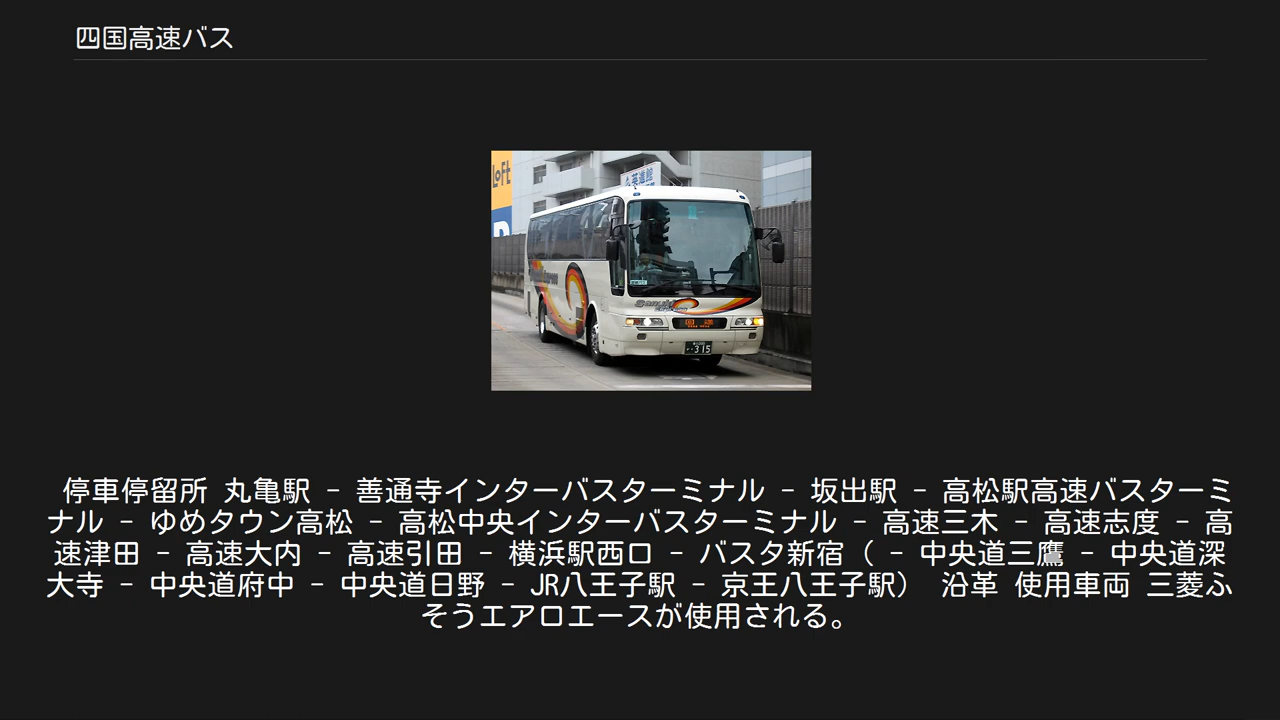 四国高速バス
LOFT
315
停車停留所 丸亀駅 - 善通寺インターバスターミナル - 坂出駅 - 高松駅高速バスターミ
ナル - ゆめタウン高松 - 高松中央インターバスターミナル - 高速三木 - 高速志度 - 高
速津田 - 高速大内 - 高速引田 - 横浜駅西口 - バスタ新宿（ - 中央道三鷹 - 中央道深
大寺 - 中央道府中 - 中央道日野 - JR八王子駅 - 京王八王子駅） 沿革 使用車両 三菱ふ
そうエアロエースが使用される。